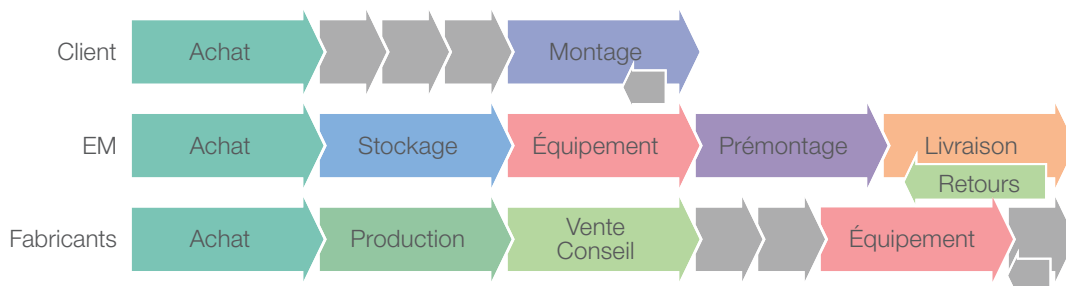 Client
Achat
Montage
EM
Achat
Stockage
Équipement
Prémontage
Livraison
Retours
Fabricants
Achat
Production
Vente
Conseil
Équipement